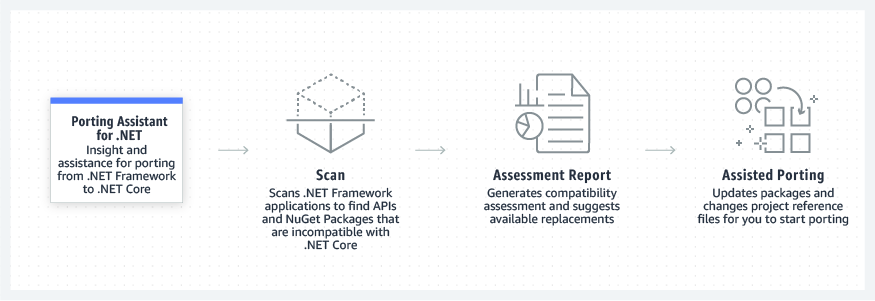 Porting Assistant
for .NET
Insight and
assistance for porting
from .NET Framework
to .NET Core
Scan
Scans .NET Framework
applications to find APIs
and NuGet Packages that
are incompatible with
.NET Core
Assessment Report
Generates compatibility
assessment and suggests
available replacements
Assisted Porting
Updates packages and
changes project reference
files for you to start porting